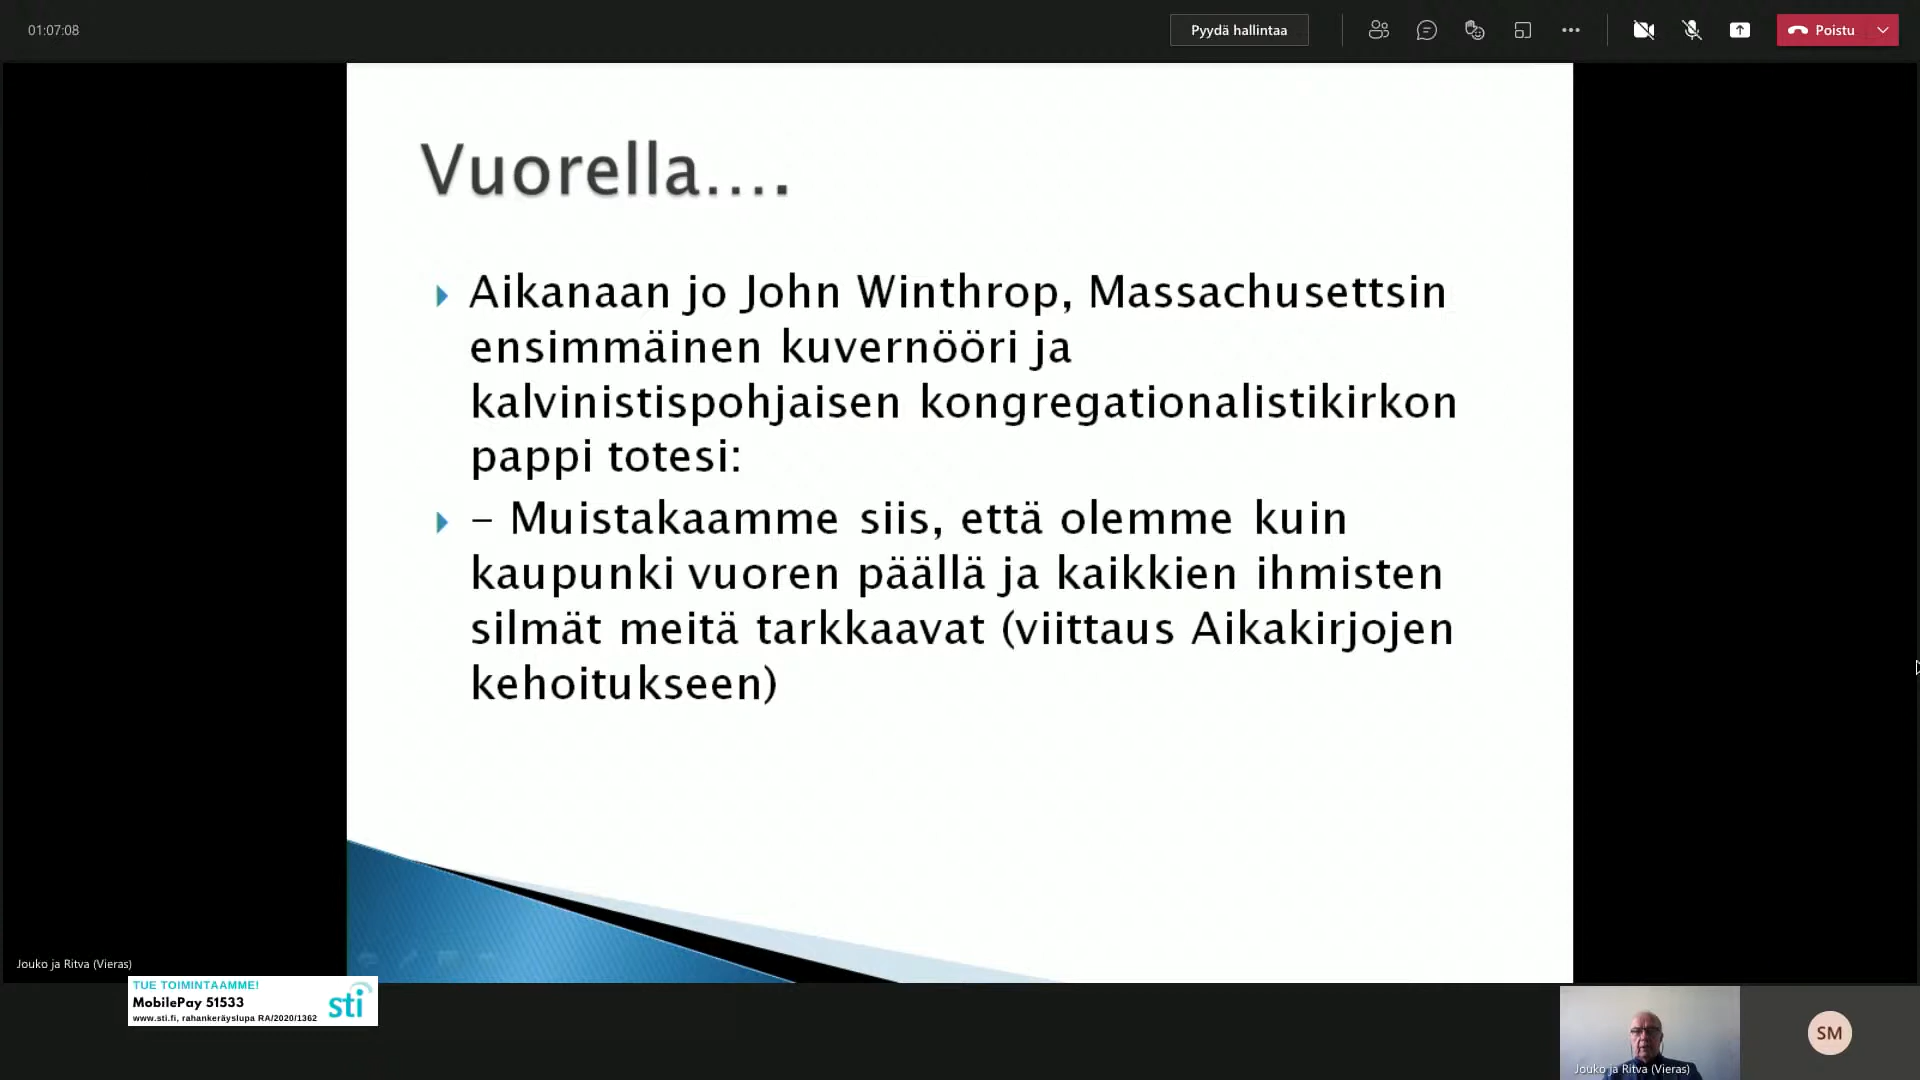 01:07:08
Pyydä hallintaa
Poistu
Vuorella....
Aikanaan jo John Winthrop, Massachusettsin
ensimmäinen kuvernööri ja
kalvinistispohjaisen kongregationalistikirkon
pappi totesi:
– Muistakaamme siis, että olemme kuin
kaupunki vuoren päällä ja kaikkien ihmisten
silmät meitä tarkkaavat (viittaus Aikakirjojen
kehoitukseen)
Jouko ja Ritva (Vieras)
TUE TOIMINTAAMME!
MobilePay 51533
www.sti.fi, rahankeräyslupa RA/2020/1362
sti
SM
Jouko ja Ritva (Vieras)